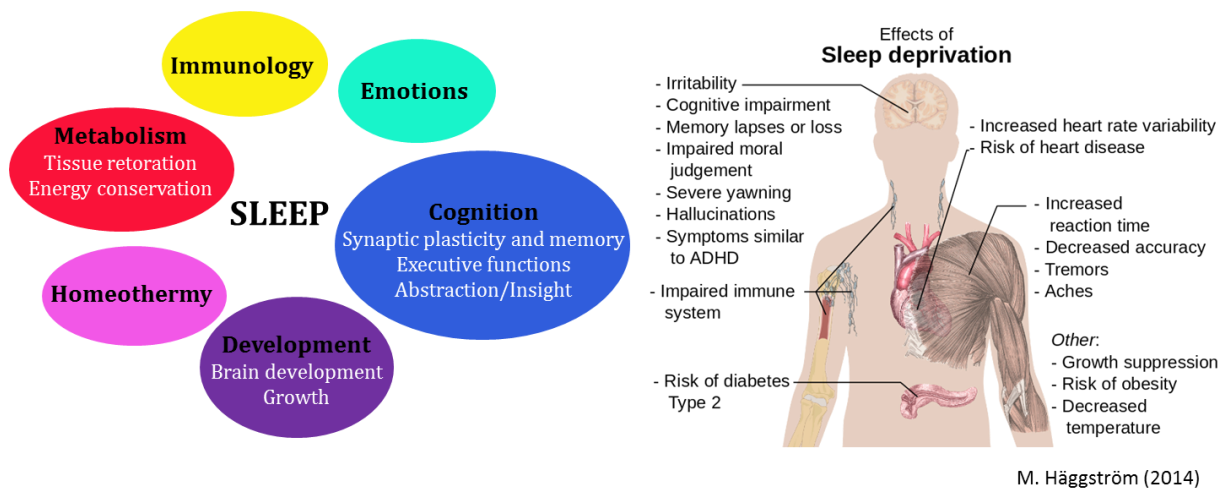 Immunology
Emotions
Metabolism
Tissue retoration
Energy conservation
SLEEP
Cognition
Synaptic plasticity and memory
Executive functions
Abstraction/Insight
Homeothermy
Development
Brain development
Growth
Effects of
Sleep deprivation
- Irritability
- Cognitive impairment
- Memory lapses or loss
- Impaired moral
judgement
- Severe yawning
- Hallucinations
- Symptoms similar
to ADHD
- Impaired immune
system
- Risk of diabetes
Type 2
- Increased heart rate variability
- Risk of heart disease
- Increased
reaction time
- Decreased accuracy
- Tremors
- Aches
Other:
- Growth suppression
- Risk of obesity
- Decreased
temperature
M. Häggström (2014)